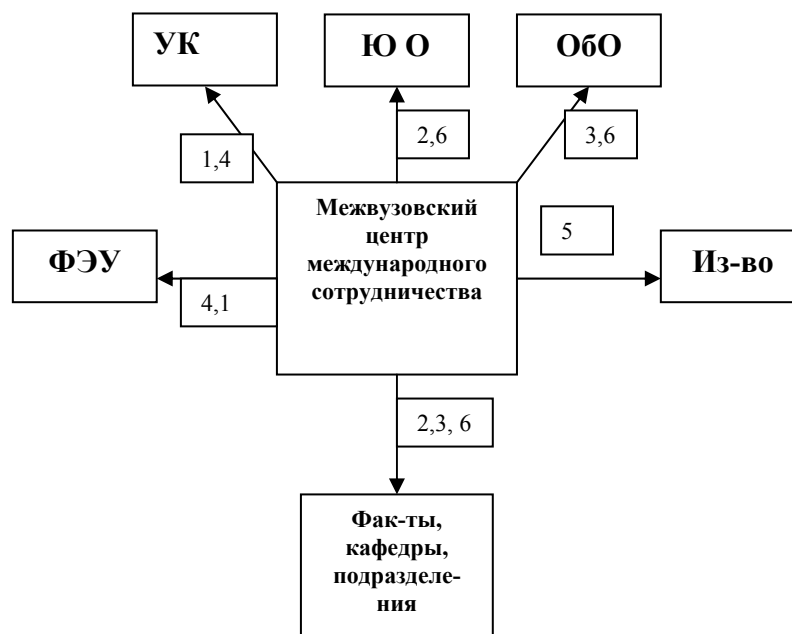 УК
Ю О
ОбО
2,6
3,6
1,4
Межвузовский
центр
международного
сотрудничества
5
ФЭУ
Из-во
4,1
2,3, 6
Фак-ты,
кафедры,
подразделе-
ния